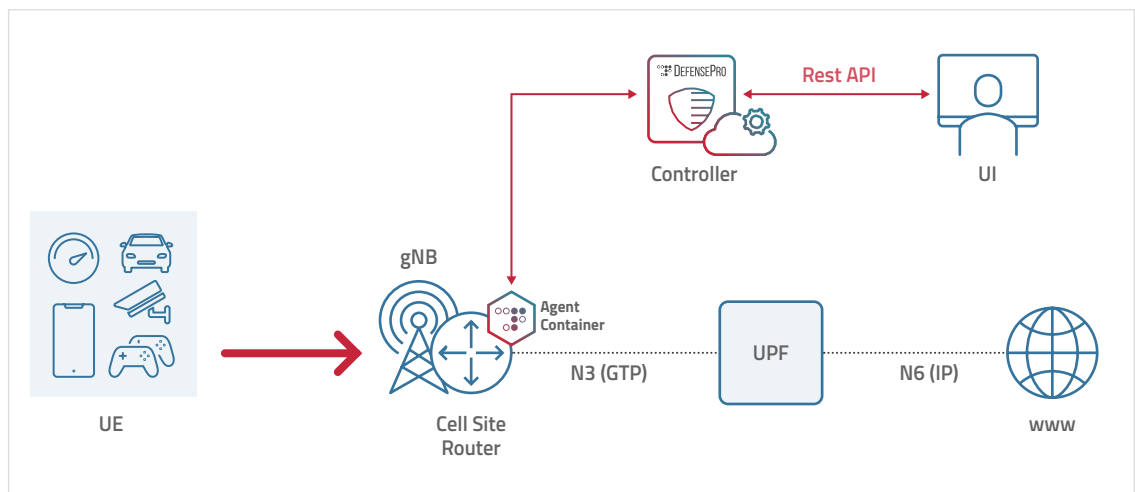 DEFENSEPRO
Rest API
Controller
UI
gNB
Agent
Container
UPF
N3 (GTP)
N6 (IP)
UE
Cell Site
Router
www